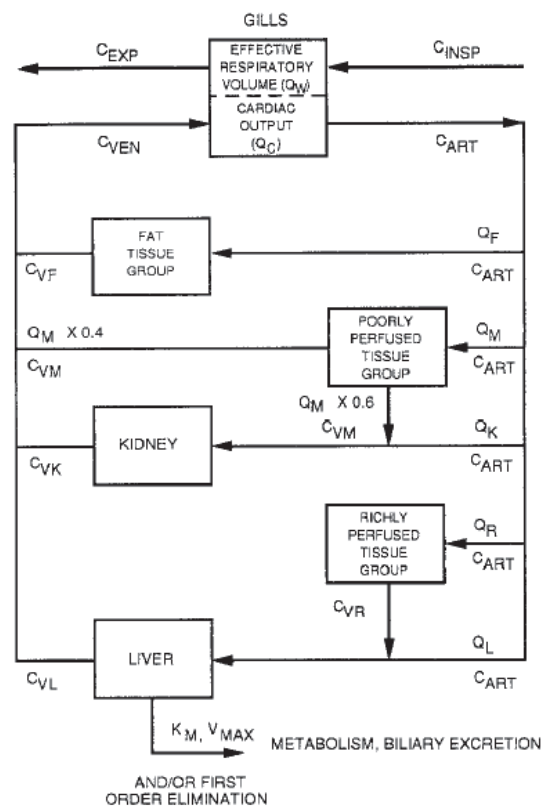 GILLS
C_EXP
EFFECTIVE
RESPIRATORY
VOLUME (Q_W)
C_INSP
CARDIAC
OUTPUT
(Q_C)
C_VEN
C_ART
FAT
TISSUE
GROUP
Q_F
C_VF
C_ART
Q_M X 0.4
C_VM
POORLY
PERFUSED
TISSUE
GROUP
Q_M
C_ART
Q_M X 0.6
C_VM
KIDNEY
Q_K
C_VK
C_ART
RICHLY
PERFUSED
TISSUE
GROUP
Q_R
C_ART
C_VR
LIVER
Q_L
C_VL
C_ART
K_M, V_MAX
METABOLISM, BILIARY EXCRETION
AND/OR FIRST
ORDER ELIMINATION